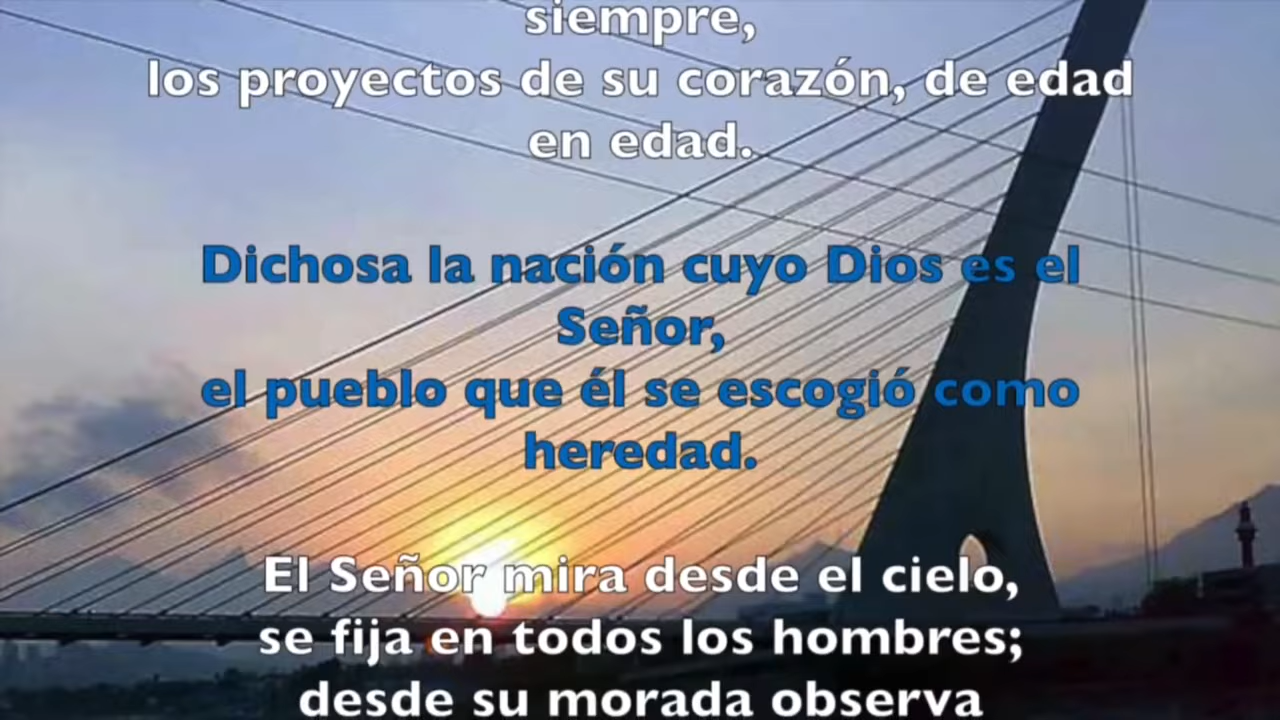 siempre,
los proyectos de su corazón, de edad
en edad.
Dichosa la nación cuyo Dios es el
Señor,
el pueblo que él se escogió como
heredad.
El Señor mira desde el cielo,
se fija en todos los hombres;
desde su morada observa